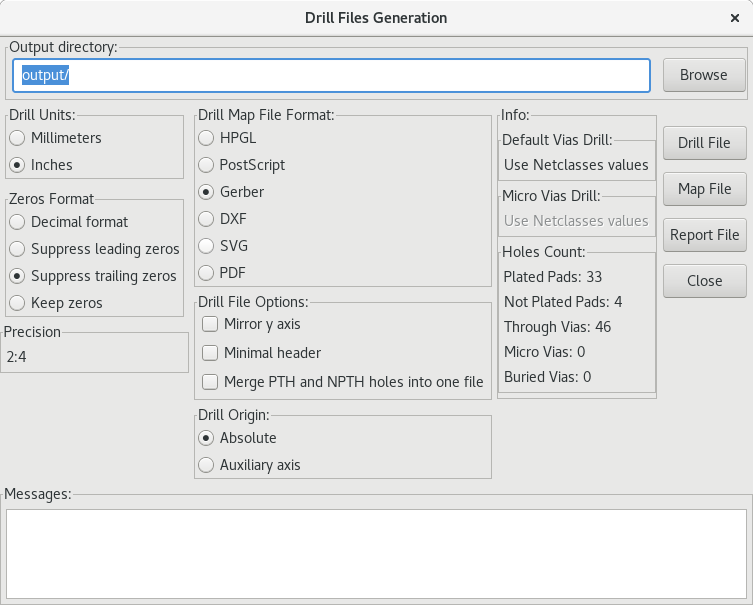 Drill Files Generation
Output directory:
output/
Browse
Drill Units:
Millimeters
Inches
Zeros Format
Decimal format
Suppress leading zeros
Suppress trailing zeros
Keep zeros
Precision
2:4
Drill Map File Format:
HPGL
PostScript
Gerber
DXF
SVG
PDF
Drill File Options:
Mirror y axis
Minimal header
Merge PTH and NPTH holes into one file
Drill Origin:
Absolute
Auxiliary axis
Info:
Default Vias Drill:
Use Netclasses values
Micro Vias Drill:
Use Netclasses values
Holes Count:
Plated Pads: 33
Not Plated Pads: 4
Through Vias: 46
Micro Vias: 0
Buried Vias: 0
Drill File
Map File
Report File
Close
Messages: